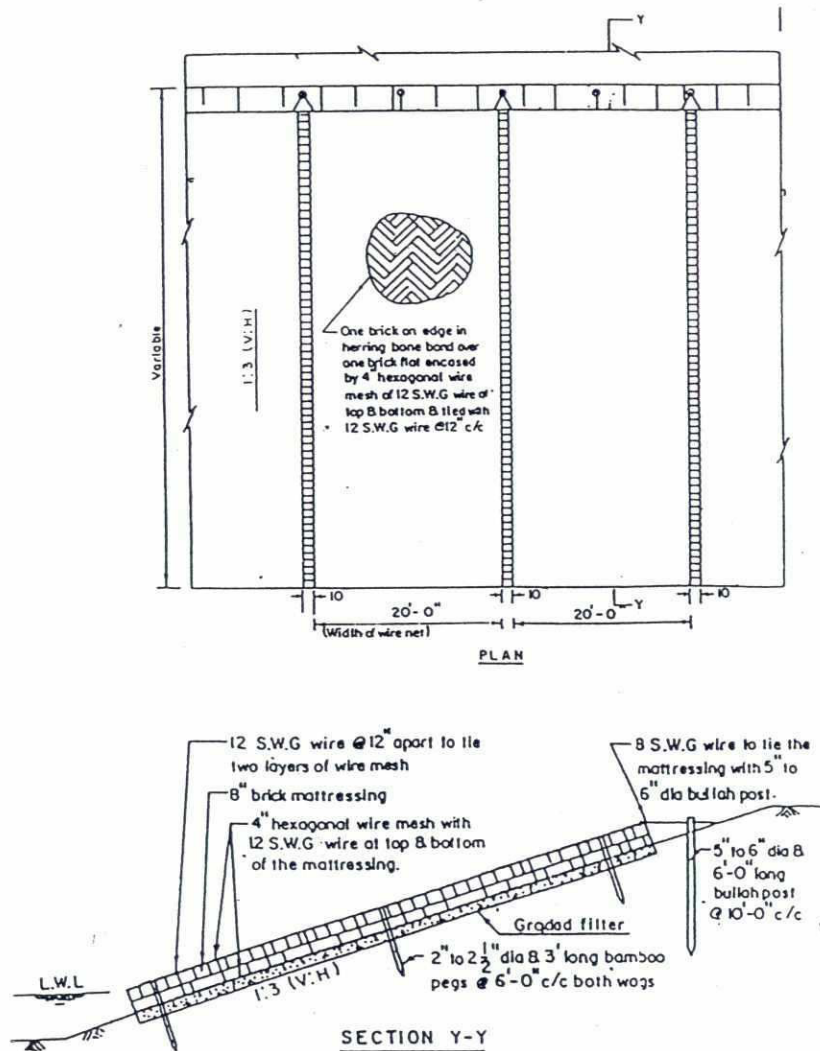 Y
Variable
1:3 (V:H)
One brick on edge in
herring bone bond over
one brick flat encased
by 4" hexagonal wire
mesh of 12 S.W.G wire at
top & bottom & tied with
12 S.W.G wire @12" c/c
10
10
Y
10
20'-0"
20'-0"
(Width of wire net)
PLAN
12 S.W.G wire @ 12" apart to tie
two layers of wire mesh
8" brick mattressing
4" hexagonal wire mesh with
12 S.W.G wire at top & bottom
of the mattressing.
8 S.W.G wire to tie the
mattressing with 5" to
6" dia bullah post.
5" to 6" dia &
6'-0" long
bullah post
@ 10'-0" c/c
Graded filter
2" to 2 1/2" dia & 3' long bamboo
pegs @ 6'-0" c/c both ways
L.W.L
1:3 (V:H)
SECTION Y-Y